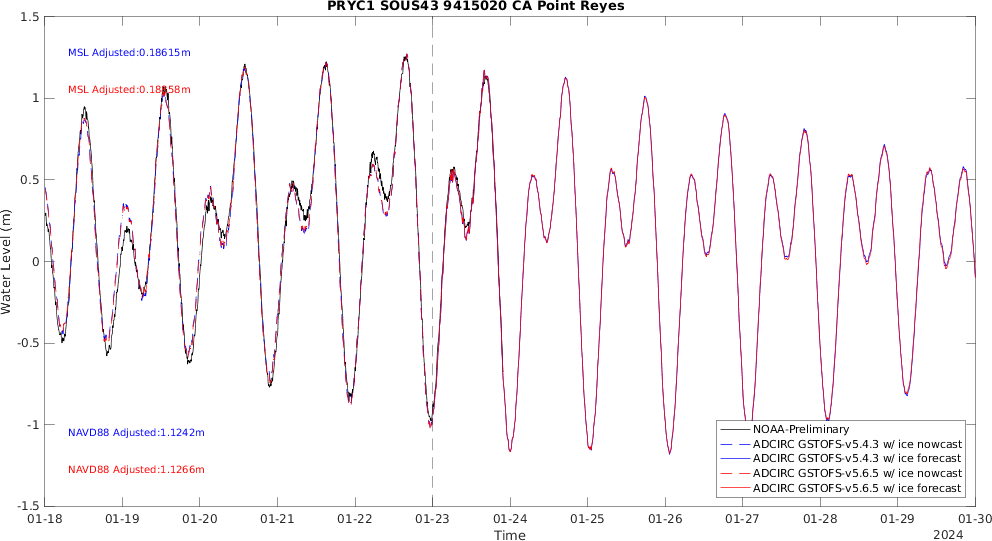 PRYC1 SOUS43 9415020 CA Point Reyes
1.5
1
0.5
0
-0.5
-1
-1.5
Water Level (m)
MSL Adjusted:0.18615m
MSL Adjusted:0.18858m
NAVD88 Adjusted:1.1242m
NAVD88 Adjusted:1.1266m
NOAA-Preliminary
ADCIRC GSTOFS-v5.4.3 w/ ice nowcast
ADCIRC GSTOFS-v5.4.3 w/ ice forecast
ADCIRC GSTOFS-v5.6.5 w/ ice nowcast
ADCIRC GSTOFS-v5.6.5 w/ ice forecast
01-18 01-19 01-20 01-21 01-22 01-23 01-24 01-25 01-26 01-27 01-28 01-29 01-30
Time
2024